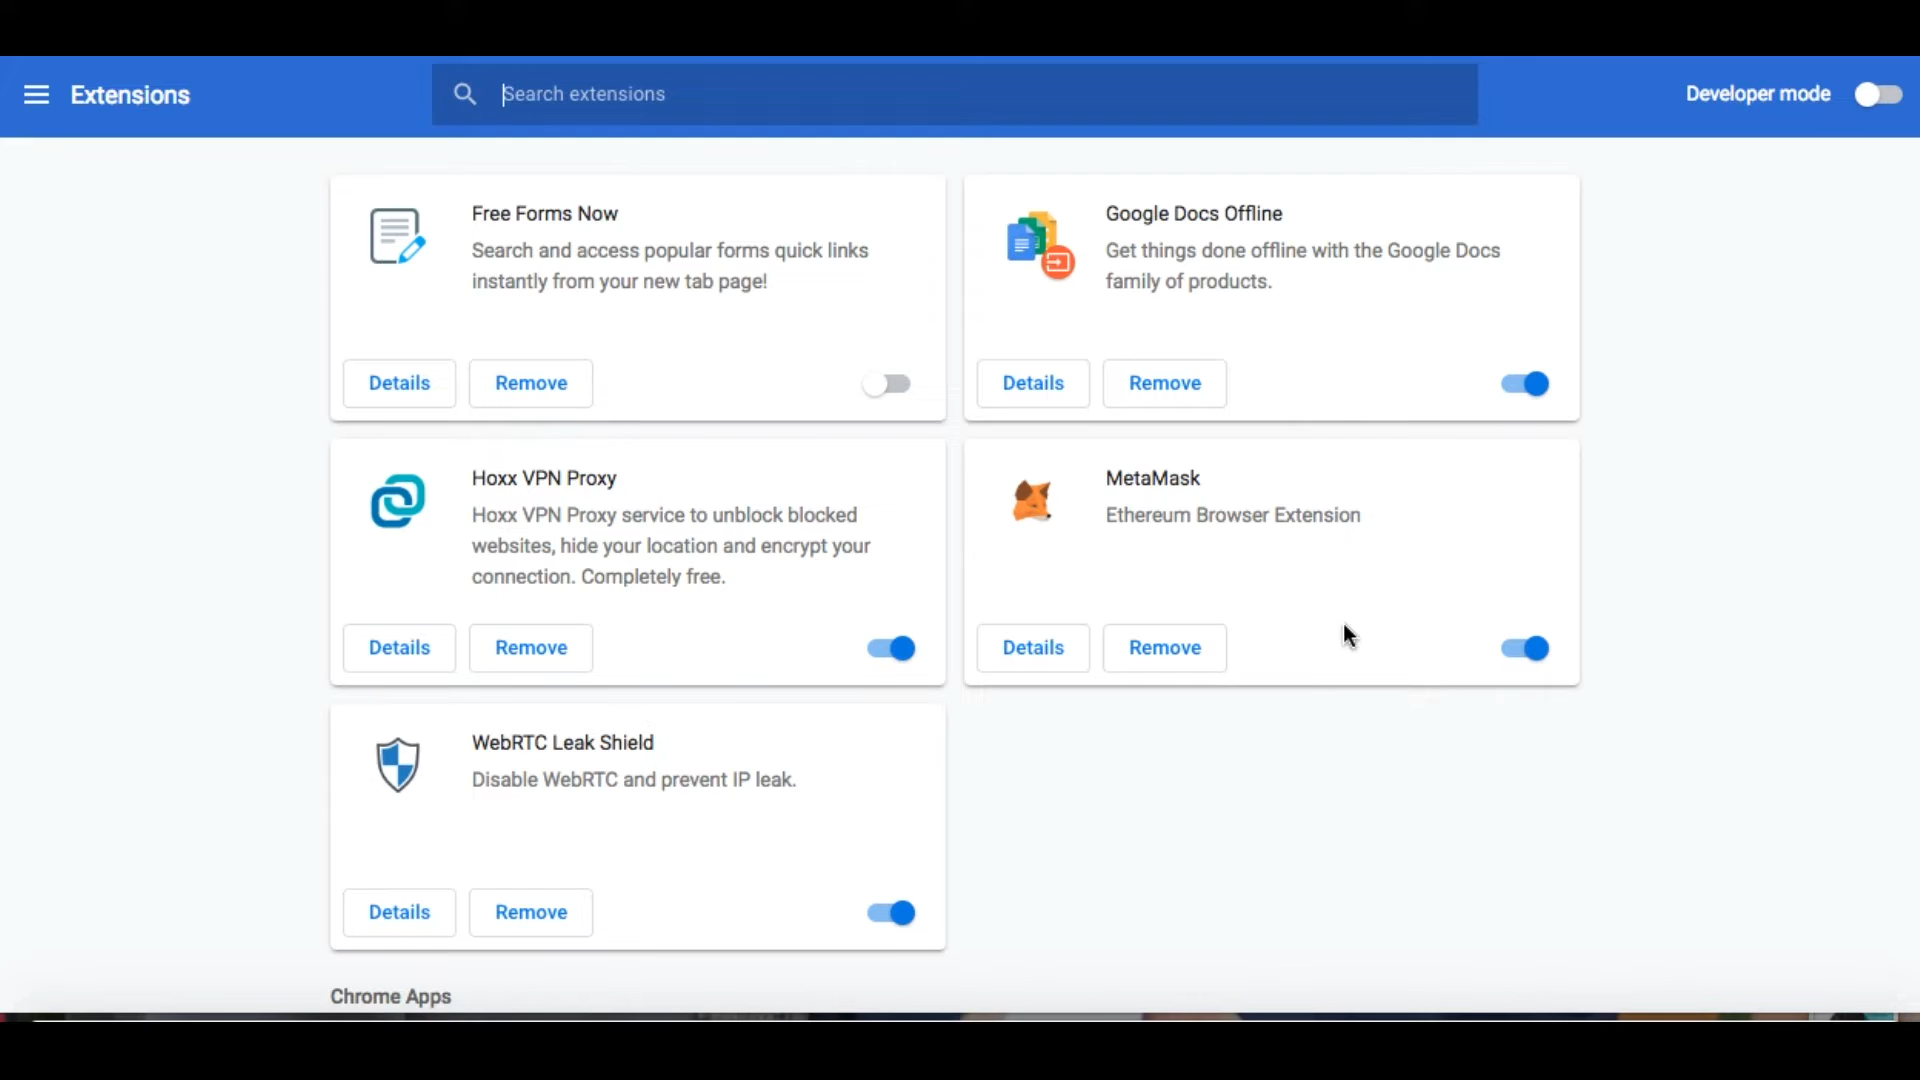 Extensions
Search extensions
Developer mode
Free Forms Now
Search and access popular forms quick links
instantly from your new tab page!
Details
Remove
Google Docs Offline
Get things done offline with the Google Docs
family of products.
Details
Remove
Hoxx VPN Proxy
Hoxx VPN Proxy service to unblock blocked
websites, hide your location and encrypt your
connection. Completely free.
Details
Remove
MetaMask
Ethereum Browser Extension
Details
Remove
WebRTC Leak Shield
Disable WebRTC and prevent IP leak.
Details
Remove
Chrome Apps